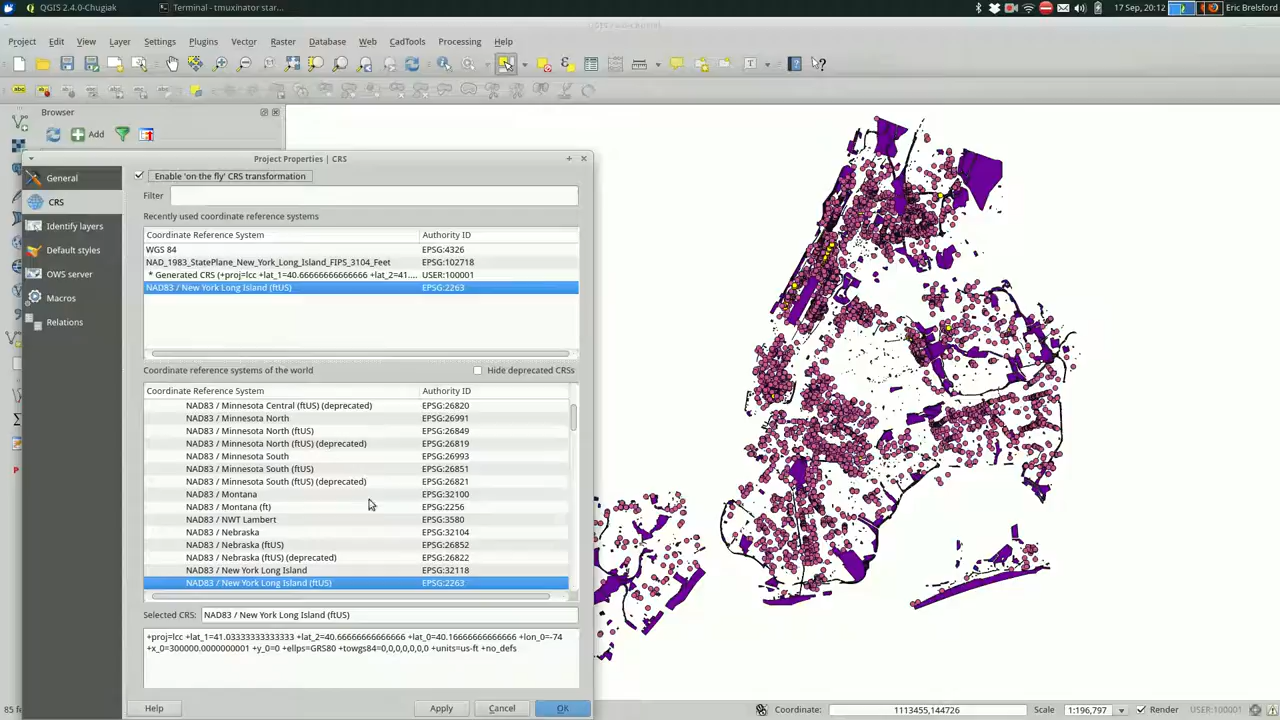 QGIS 2.4.0-Chugiak
Terminal - tmuxinator star...
17 Sep, 20:12
Eric Brelsford
Project
Edit
View
Layer
Settings
Plugins
Vector
Raster
Database
Web
CadTools
Processing
Help
Browser
Add
Project Properties | CRS
General
CRS
Identify layers
Default styles
OWS server
Macros
Relations
Enable 'on the fly' CRS transformation
Filter
Recently used coordinate reference systems
Coordinate Reference System Authority ID
WGS 84 EPSG:4326
NAD_1983_StatePlane_New_York_Long_Island_FIPS_3104_Feet EPSG:102718
* Generated CRS (+proj=lcc +lat_1=40.66666666666666 +lat_2=41.... USER:100001
NAD83 / New York Long Island (ftUS) EPSG:2263
Coordinate reference systems of the world
Hide deprecated CRSs
Coordinate Reference System Authority ID
NAD83 / Minnesota Central (ftUS) (deprecated) EPSG:26820
NAD83 / Minnesota North EPSG:26991
NAD83 / Minnesota North (ftUS) EPSG:26849
NAD83 / Minnesota North (ftUS) (deprecated) EPSG:26819
NAD83 / Minnesota South EPSG:26993
NAD83 / Minnesota South (ftUS) EPSG:26851
NAD83 / Minnesota South (ftUS) (deprecated) EPSG:26821
NAD83 / Montana EPSG:32100
NAD83 / Montana (ft) EPSG:2256
NAD83 / NWT Lambert EPSG:3580
NAD83 / Nebraska EPSG:32104
NAD83 / Nebraska (ftUS) EPSG:26852
NAD83 / Nebraska (ftUS) (deprecated) EPSG:26822
NAD83 / New York Long Island EPSG:32118
NAD83 / New York Long Island (ftUS) EPSG:2263
Selected CRS: NAD83 / New York Long Island (ftUS)
+proj=lcc +lat_1=41.03333333333333 +lat_2=40.66666666666666 +lat_0=40.16666666666666 +lon_0=-74
+x_0=300000.0000000001 +y_0=0 +ellps=GRS80 +towgs84=0,0,0,0,0,0,0 +units=us-ft +no_defs
Help
Apply
Cancel
OK
85 fe
Coordinate:
1113455,144726
Scale
1:196,797
Render
USER:100001